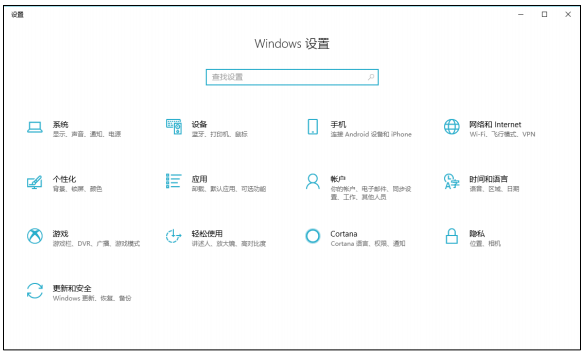 设置
Windows 设置
查找设置
系统
显示、声音、通知、电源
设备
蓝牙、打印机、鼠标
手机
连接 Android 设备和 iPhone
网络和 Internet
Wi-Fi、飞行模式、VPN
个性化
背景、锁屏、颜色
应用
卸载、默认应用、可选功能
帐户
你的帐户、电子邮件、同步设
置、工作、其他人员
时间和语言
语音、区域、日期
游戏
游戏栏、DVR、广播、游戏模式
轻松使用
讲述人、放大镜、高对比度
Cortana
Cortana 语言、权限、通知
隐私
位置、相机
更新和安全
Windows 更新、恢复、备份